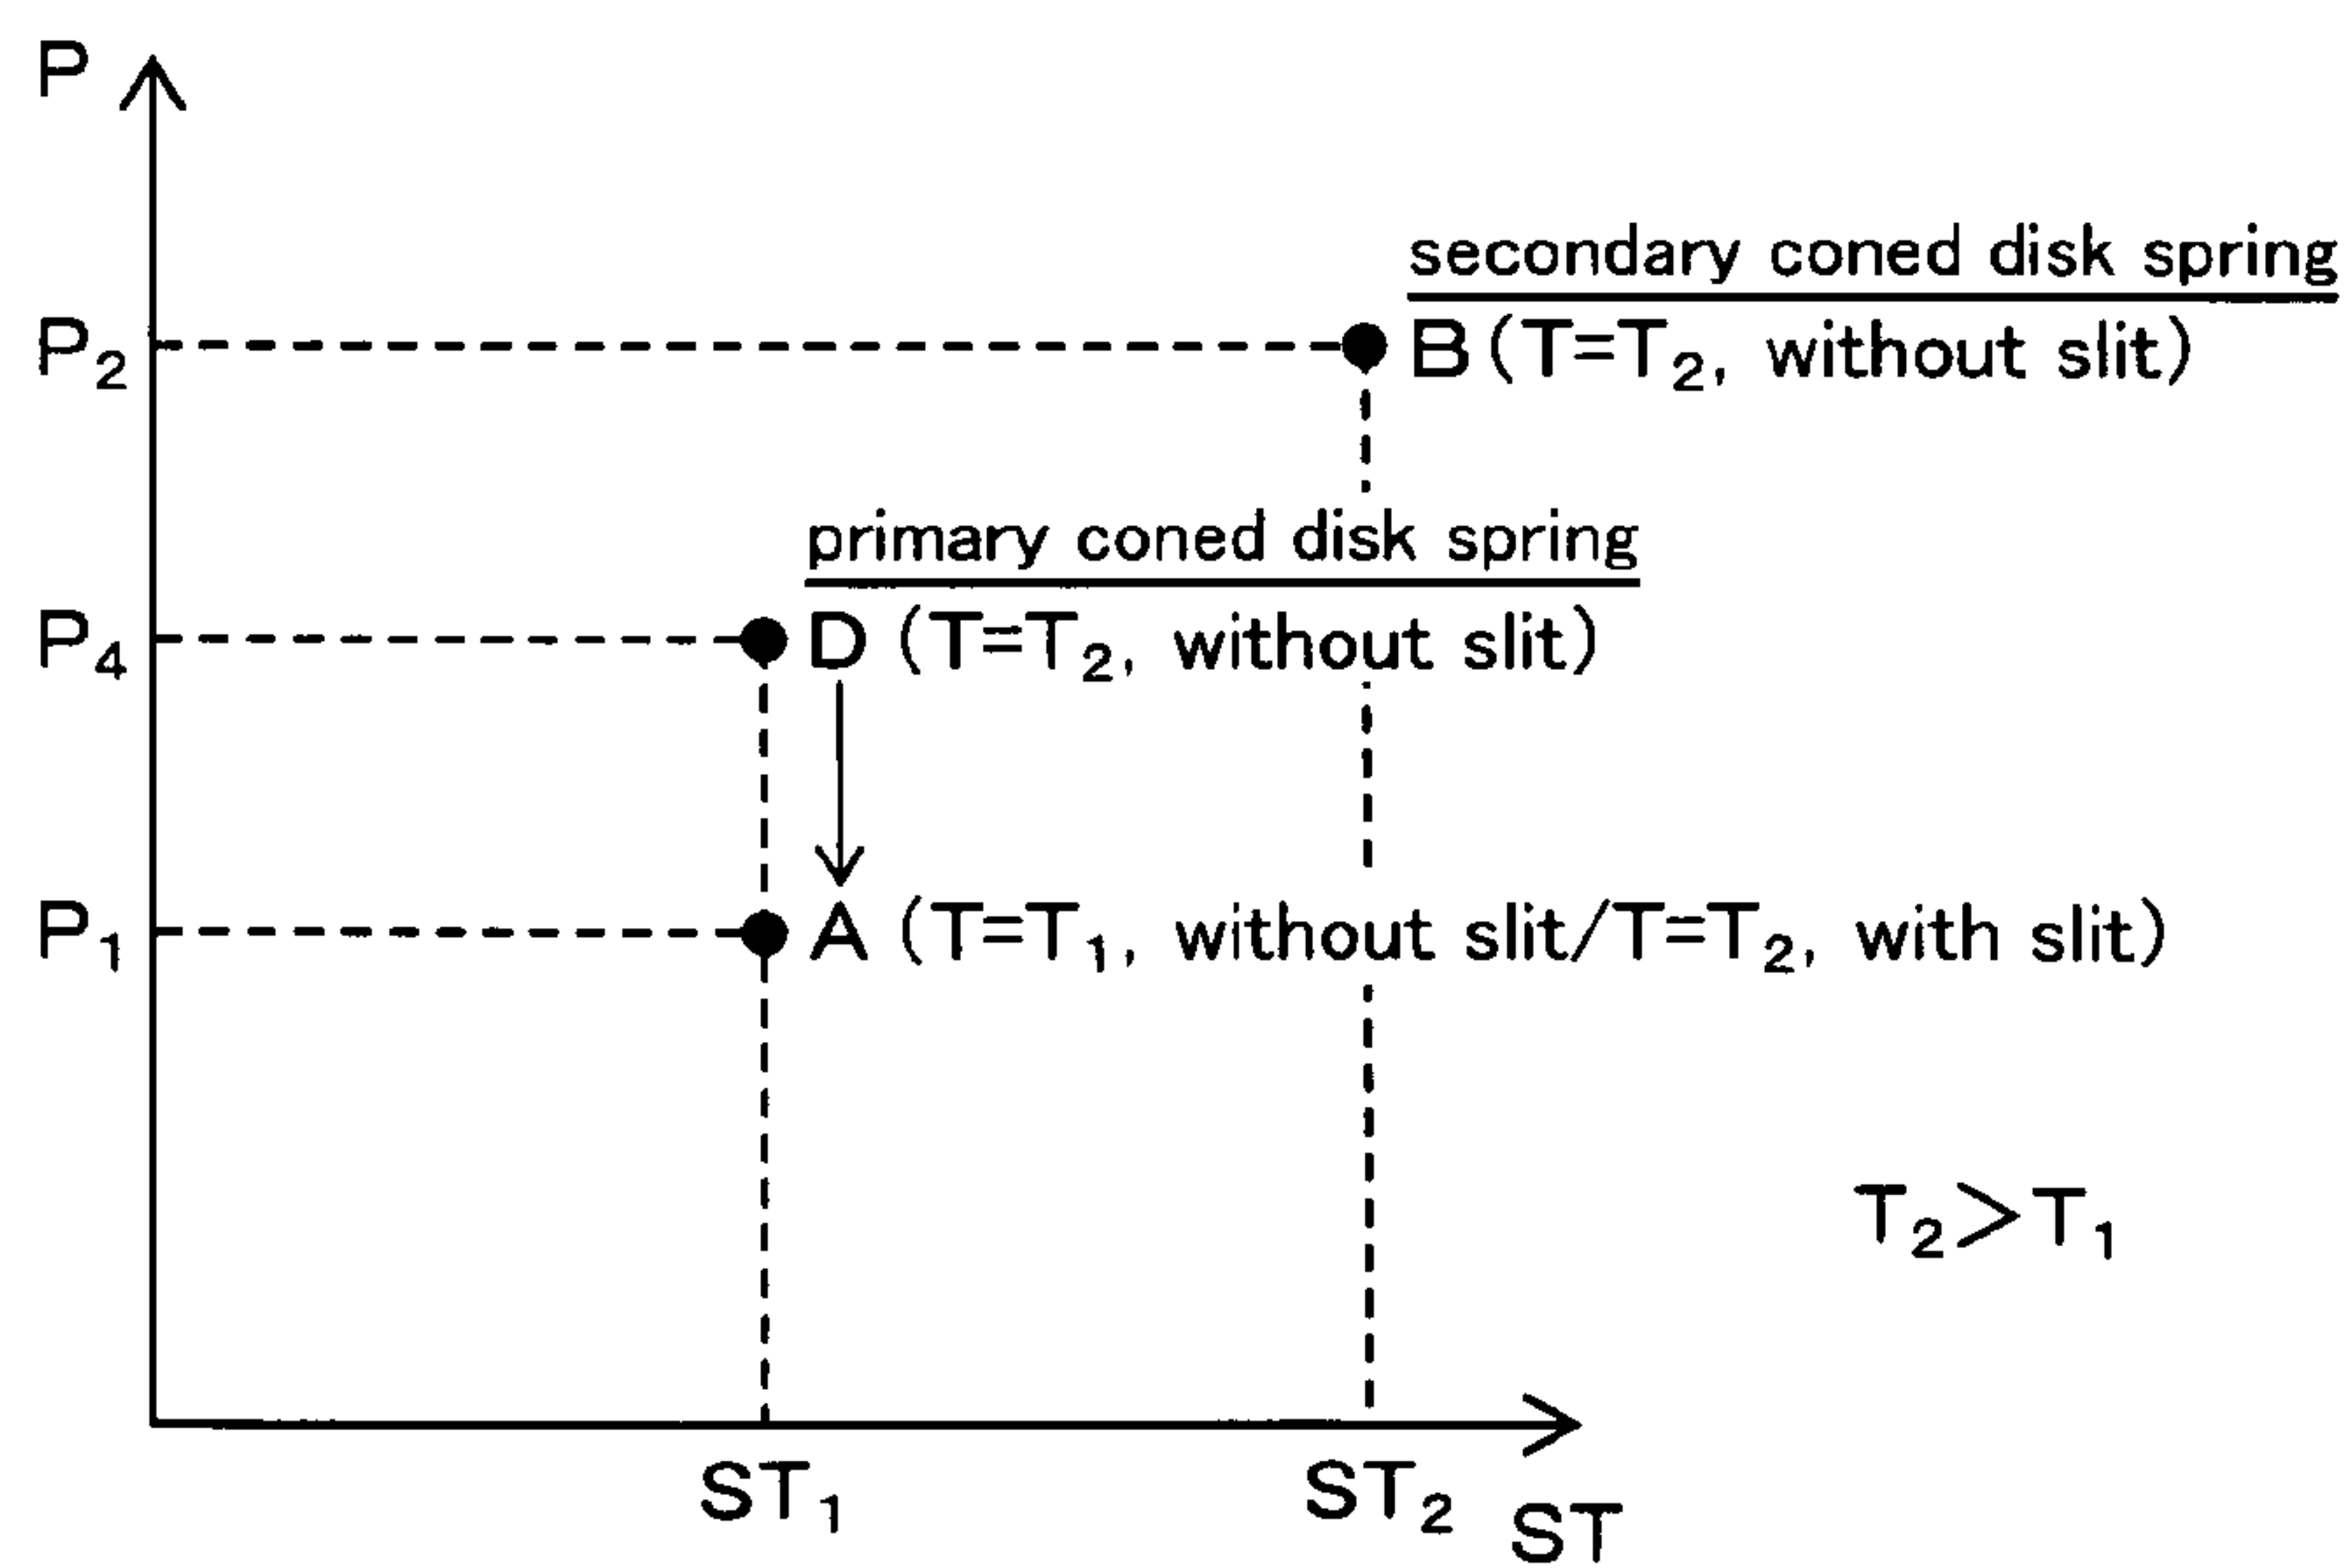 P
secondary coned disk spring
P₂ B (T=T₂, without slit)
primary coned disk spring
P₄ D (T=T₂, without slit)
P₁ A (T=T₁, without slit/T=T₂, with slit)
T₂>T₁
ST₁ ST₂ ST